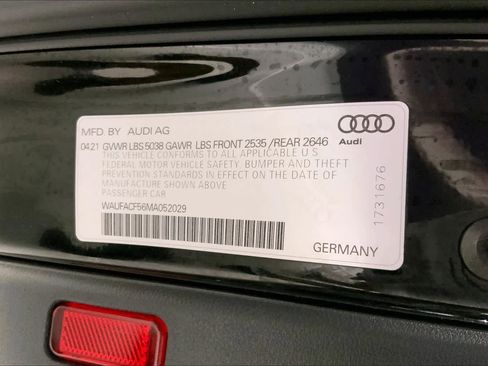 MFD. BY AUDI AG
04 21 GVWR LBS 5038 GAWR LBS FRONT 2535 / REAR 2646
THIS VEHICLE CONFORMS TO ALL APPLICABLE U S
FEDERAL MOTOR VEHICLE SAFETY, BUMPER AND THEFT
PREVENTION STANDARDS IN EFFECT ON THE DATE OF
MANUFACTURE SHOWN ABOVE
PASSENGER CAR
WAUFACF56MA052029
Audi
1731676
GERMANY